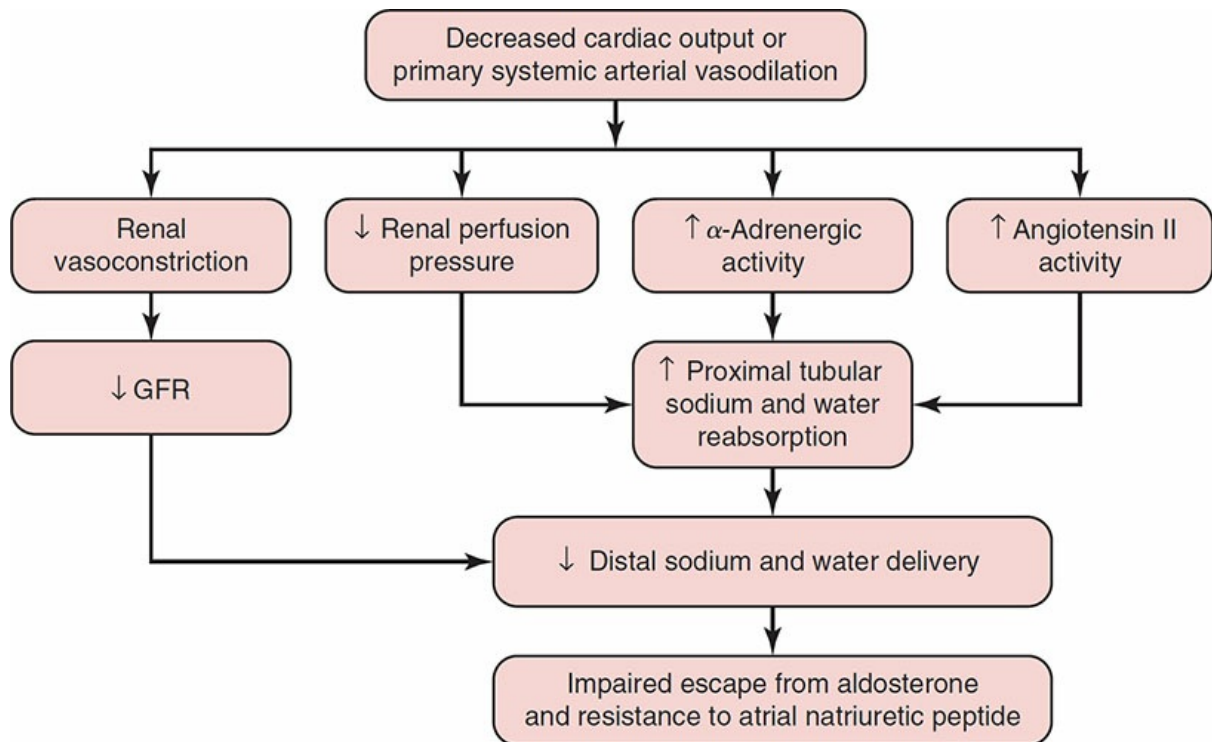 Decreased cardiac output or
primary systemic arterial vasodilation
Renal
vasoconstriction
↓ Renal perfusion
pressure
↑ α-Adrenergic
activity
↑ Angiotensin II
activity
↓ GFR
↑ Proximal tubular
sodium and water
reabsorption
↓ Distal sodium and water delivery
Impaired escape from aldosterone
and resistance to atrial natriuretic peptide